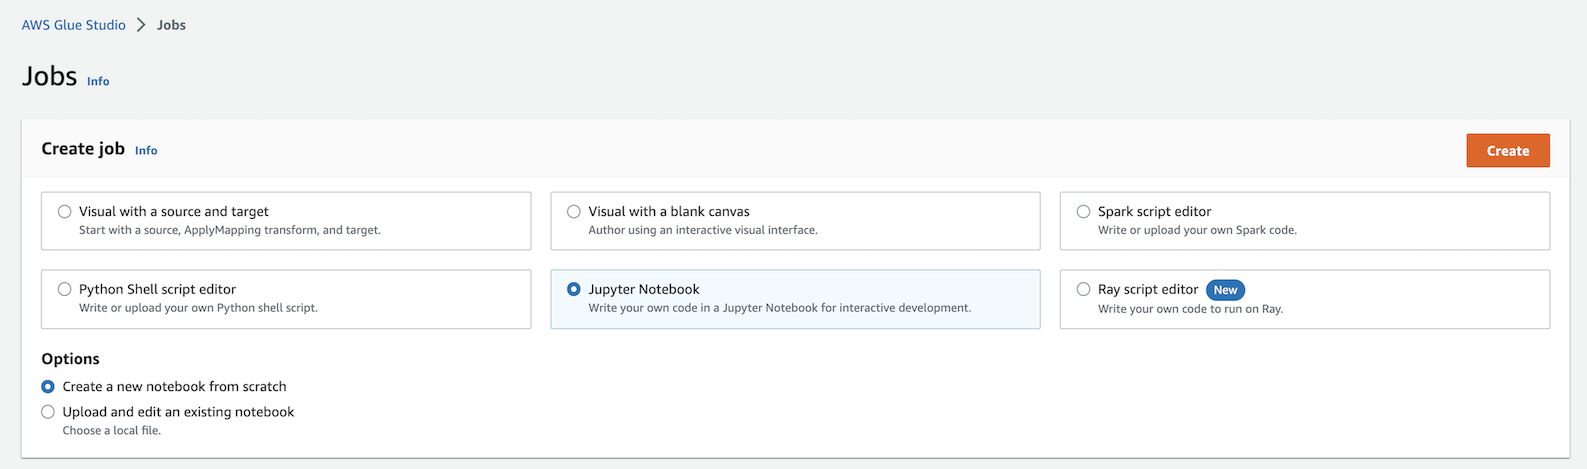 AWS Glue Studio > Jobs
Jobs Info
Create job Info
Create
Visual with a source and target
Start with a source, ApplyMapping transform, and target.
Visual with a blank canvas
Author using an interactive visual interface.
Spark script editor
Write or upload your own Spark code.
Python Shell script editor
Write or upload your own Python shell script.
Jupyter Notebook
Write your own code in a Jupyter Notebook for interactive development.
Ray script editor New
Write your own code to run on Ray.
Options
Create a new notebook from scratch
Upload and edit an existing notebook
Choose a local file.